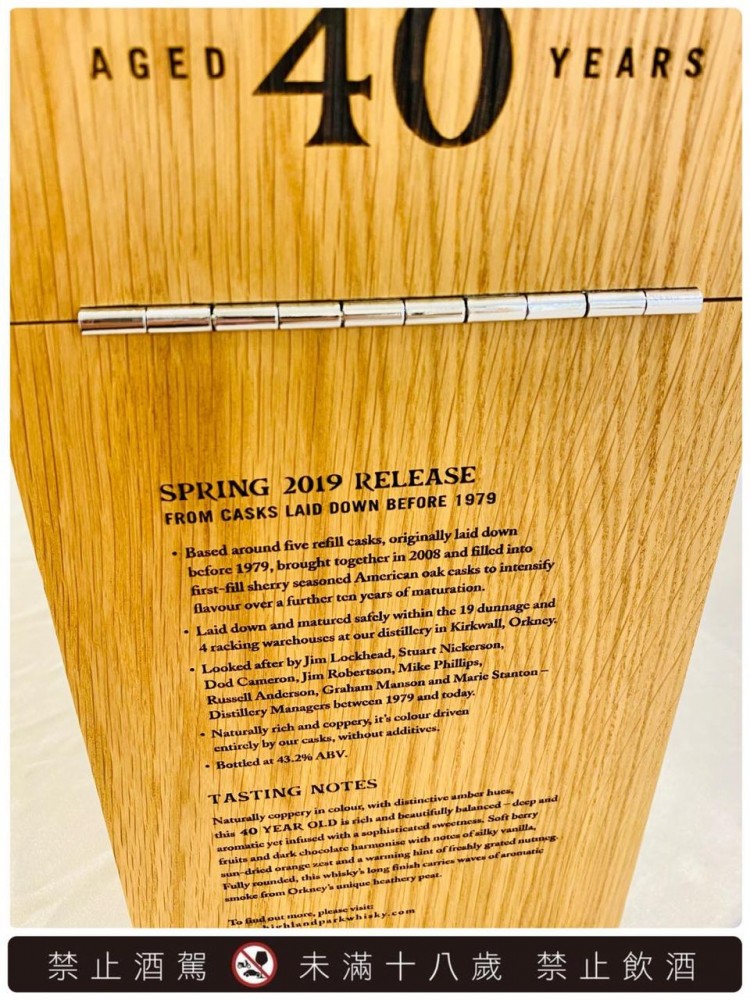 AGED 40 YEARS
SPRING 2019 RELEASE
FROM CASKS LAID DOWN BEFORE 1979
• Based around five refill casks, originally laid down
before 1979, brought together in 2008 and filled into
first-fill sherry seasoned American oak casks to intensify
flavour over a further ten years of maturation.
• Laid down and matured safely within the 19 dunnage and
4 racking warehouses at our distillery in Kirkwall, Orkney.
• Looked after by Jim Lockhead, Stuart Nickerson,
Dod Cameron, Jim Robertson, Mike Phillips,
Russell Anderson, Graham Manson and Marie Stanton –
Distillery Managers between 1979 and today.
• Naturally rich and coppery, it's colour driven
entirely by our casks, without additives.
• Bottled at 43.2% ABV.
TASTING NOTES
Naturally coppery in colour, with distinctive amber hues,
this 40 YEAR OLD is rich and beautifully balanced – deep and
aromatic yet infused with a sophisticated sweetness. Soft berry
fruits and dark chocolate harmonise with notes of silky vanilla,
sun-dried orange zest and a warming hint of freshly grated nutmeg.
Fully rounded, this whisky's long finish carries waves of aromatic
smoke from Orkney's unique heathery peat.
To find out more, please visit:
highlandparkwhisky.com
禁止酒駕 未滿十八歲 禁止飲酒